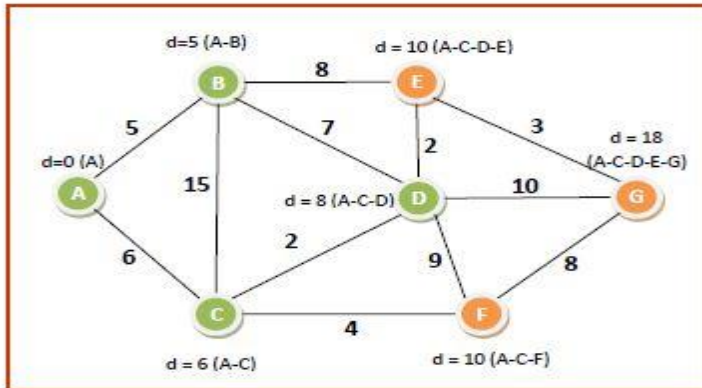 d=5 (A-B)
d = 10 (A-C-D-E)
B
8
E
5
7
2
3
d = 18
(A-C-D-E-G)
d=0 (A)
A
15
d = 8 (A-C-D)
D
10
G
6
2
9
8
C
4
F
d = 6 (A-C)
d = 10 (A-C-F)